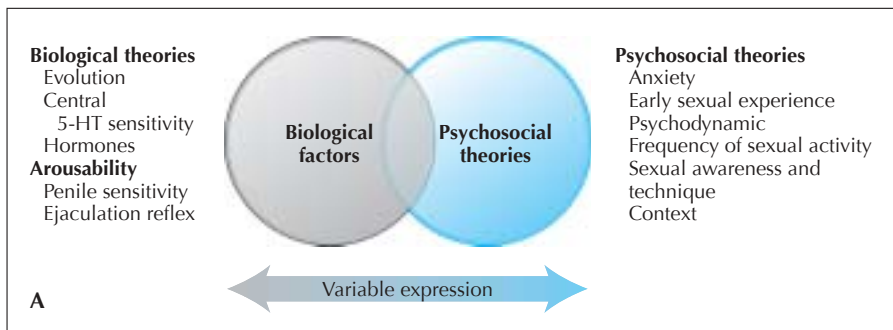 Biological theories
Evolution
Central
5-HT sensitivity
Hormones
Arousability
Penile sensitivity
Ejaculation reflex
Biological
factors
Psychosocial
theories
Psychosocial theories
Anxiety
Early sexual experience
Psychodynamic
Frequency of sexual activity
Sexual awareness and
technique
Context
Variable expression
A